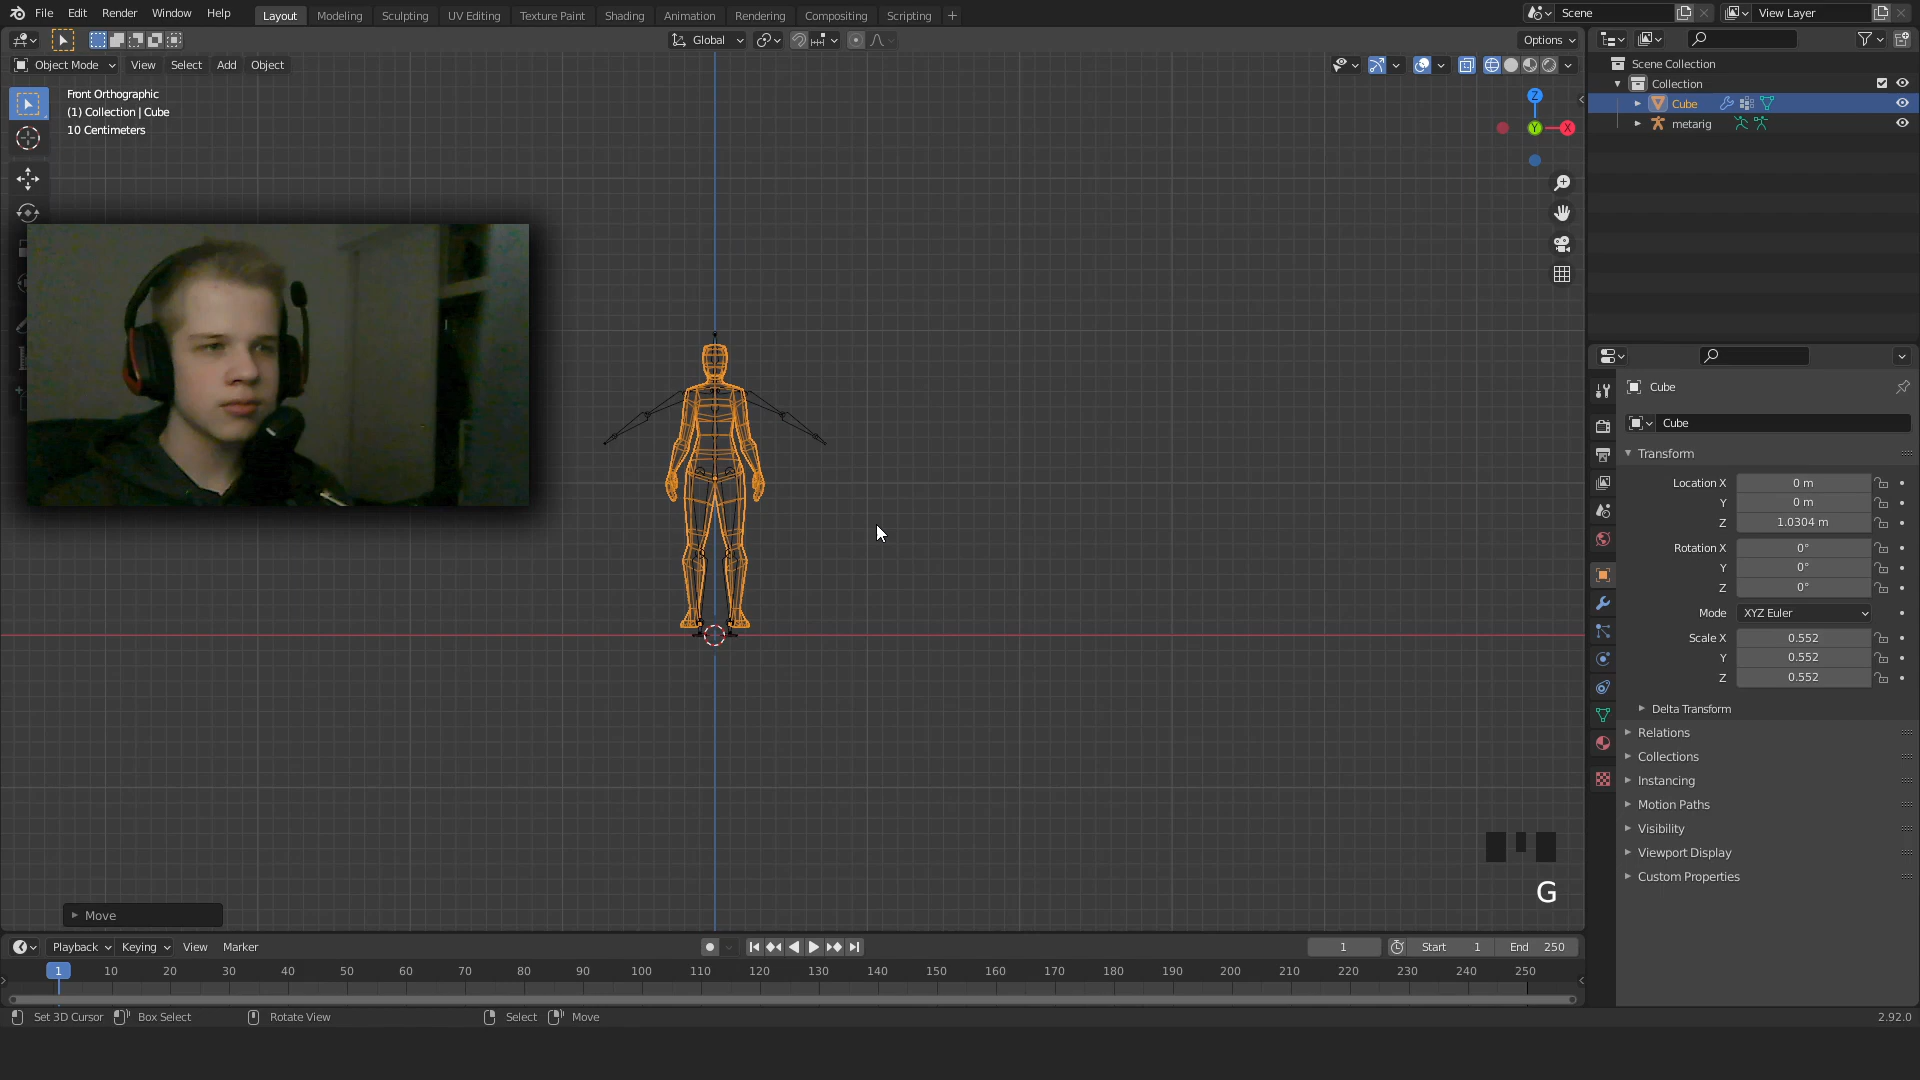 File Edit Render Window Help Layout Modeling Sculpting UV Editing Texture Paint Shading Animation Rendering Compositing Scripting + Scene View Layer
Global Options
Object Mode View Select Add Object
Front Orthographic
(1) Collection | Cube
10 Centimeters
Z
Y
X
Scene Collection
Collection
Cube
metarig
Cube
Cube
Transform
Location X 0 m
Y 0 m
Z 1.0304 m
Rotation X 0°
Y 0°
Z 0°
Mode XYZ Euler
Scale X 0.552
Y 0.552
Z 0.552
Delta Transform
Relations
Collections
Instancing
Motion Paths
Visibility
Viewport Display
Custom Properties
G
Move
Playback Keying View Marker 1 Start 1 End 250
1 10 20 30 40 50 60 70 80 90 100 110 120 130 140 150 160 170 180 190 200 210 220 230 240 250
Set 3D Cursor Box Select Rotate View Select Move 2.92.0